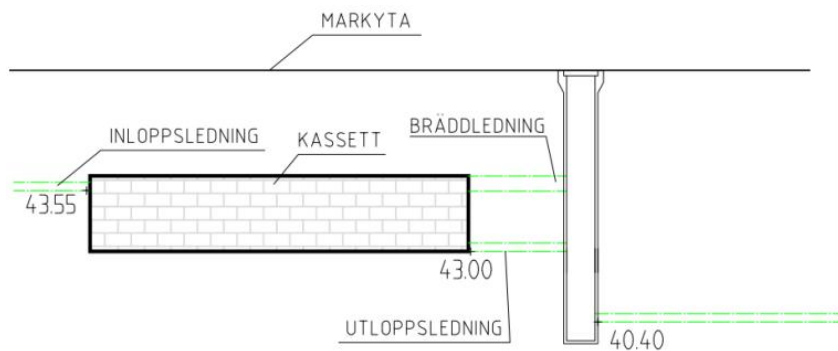 MARKYTA
INLOPPSLEDNING
KASSETT
BRÄDDLEDNING
43.55
43.00
UTLOPPSLEDNING
40.40